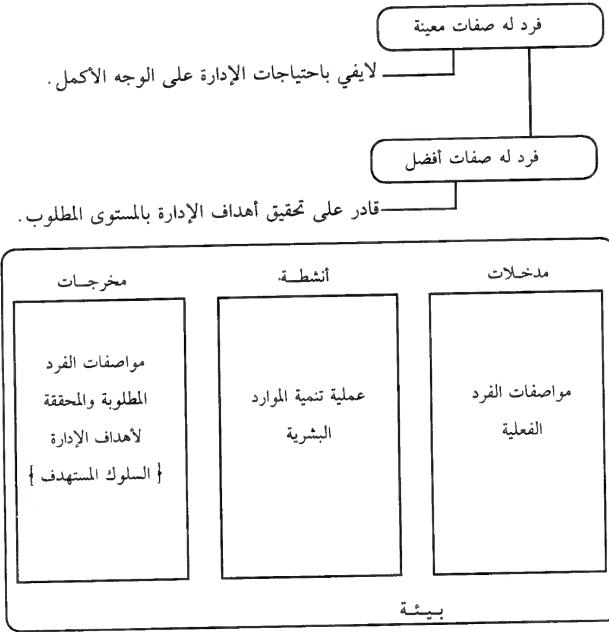 فرد له صفات معينة
لايفي باحتياجات الإدارة على الوجه الأكمل.
فرد له صفات أفضل
قادر على تحقيق أهداف الإدارة بالمستوى المطلوب.
مدخلات
أنشطة
مخرجات
مواصفات الفرد
الفعلية
عملية تنمية الموارد
البشرية
مواصفات الفرد
المطلوبة والمحققة
لأهداف الإدارة
{ السلوك المستهدف }
بيئة